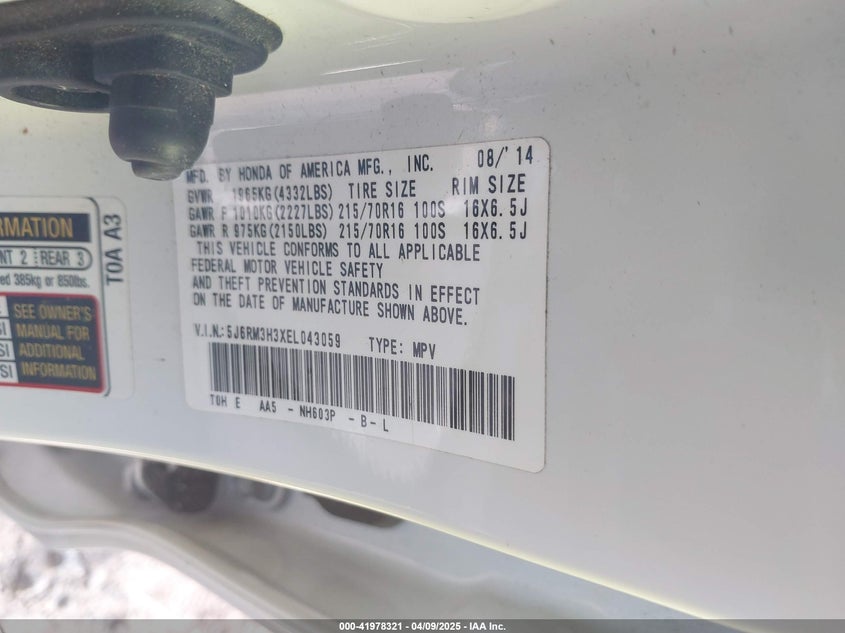 MFD. BY HONDA OF AMERICA MFG., INC. 08/'14
GVWR 1965KG(4332LBS) TIRE SIZE RIM SIZE
GAWR F 1010KG(2227LBS) 215/70R16 100S 16X6.5J
GAWR R 975KG(2150LBS) 215/70R16 100S 16X6.5J
THIS VEHICLE CONFORMS TO ALL APPLICABLE
FEDERAL MOTOR VEHICLE SAFETY
AND THEFT PREVENTION STANDARDS IN EFFECT
ON THE DATE OF MANUFACTURE SHOWN ABOVE.
V.I.N.: 5J6RM3H3XEL043059 TYPE: MPV
T0H E AA5 - NH603P - B - L
RMATION
NT 2 REAR 3
ed 385kg or 850lbs.
SEE OWNER'S
SI MANUAL FOR
SI ADDITIONAL
SI INFORMATION
T0A A3
000-41978321 | 04/09/2025 - IAA Inc.